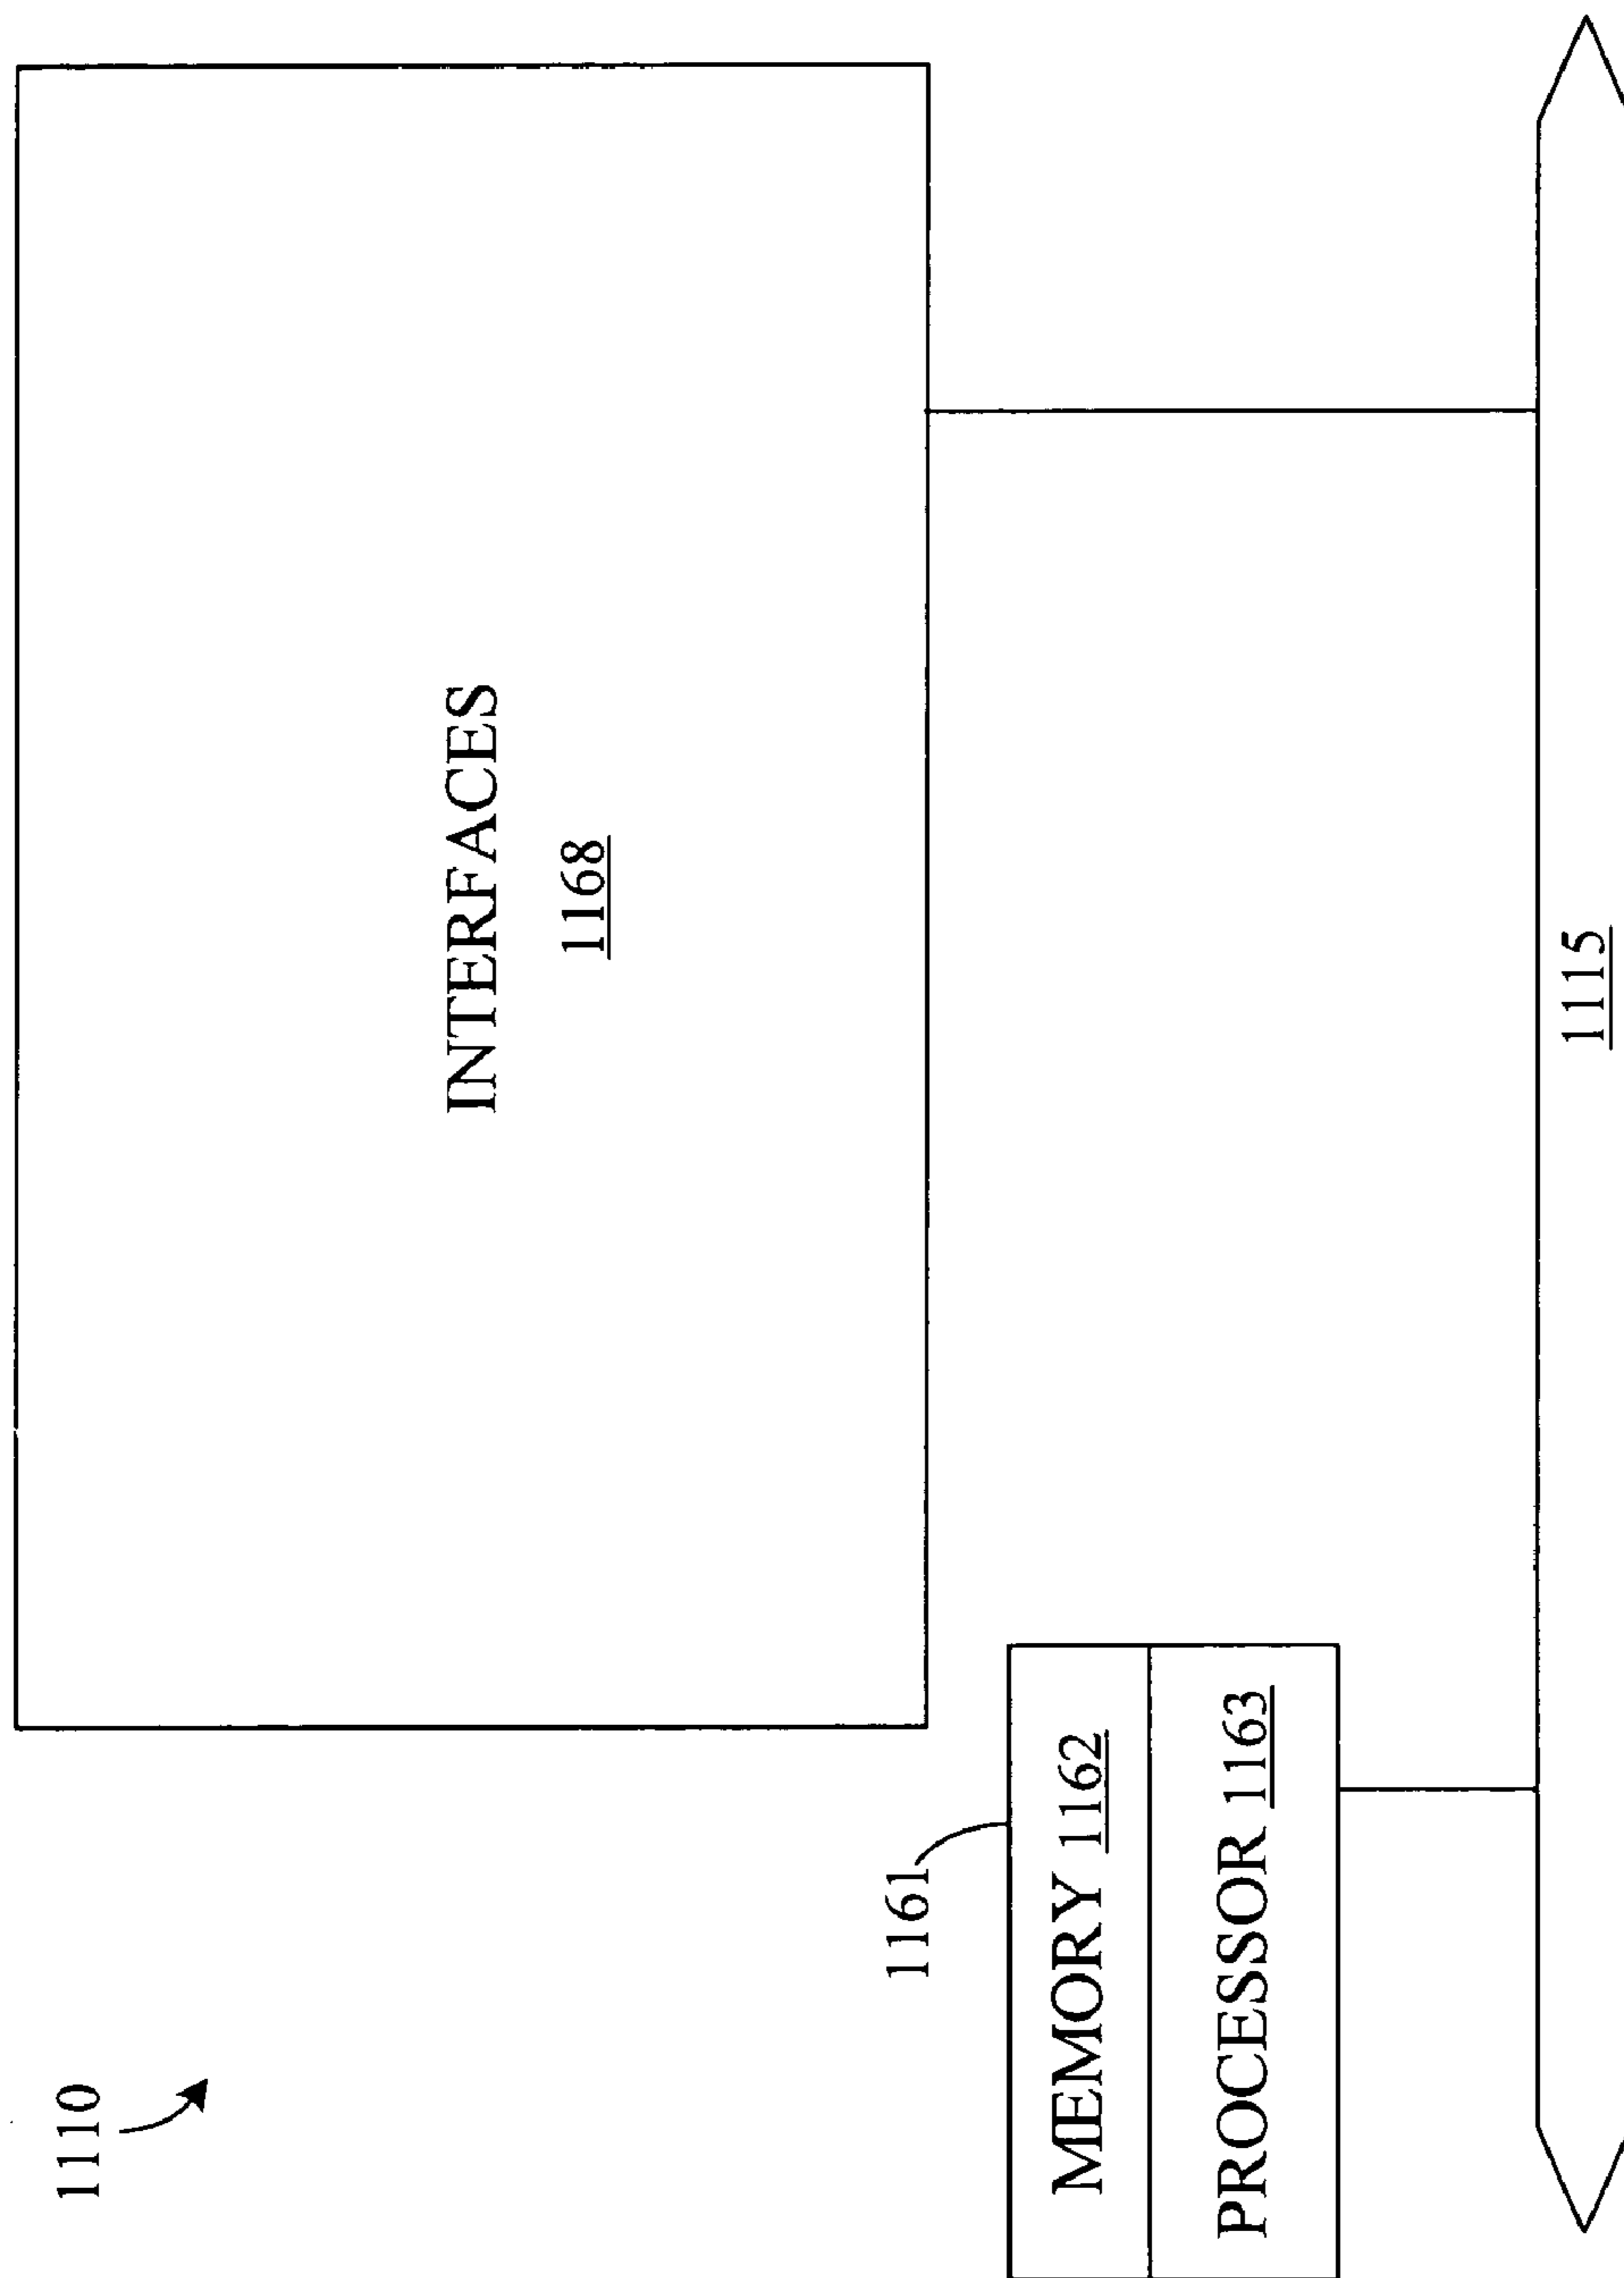 1110
INTERFACES
1168
1161
MEMORY 1162
PROCESSOR 1163
1115